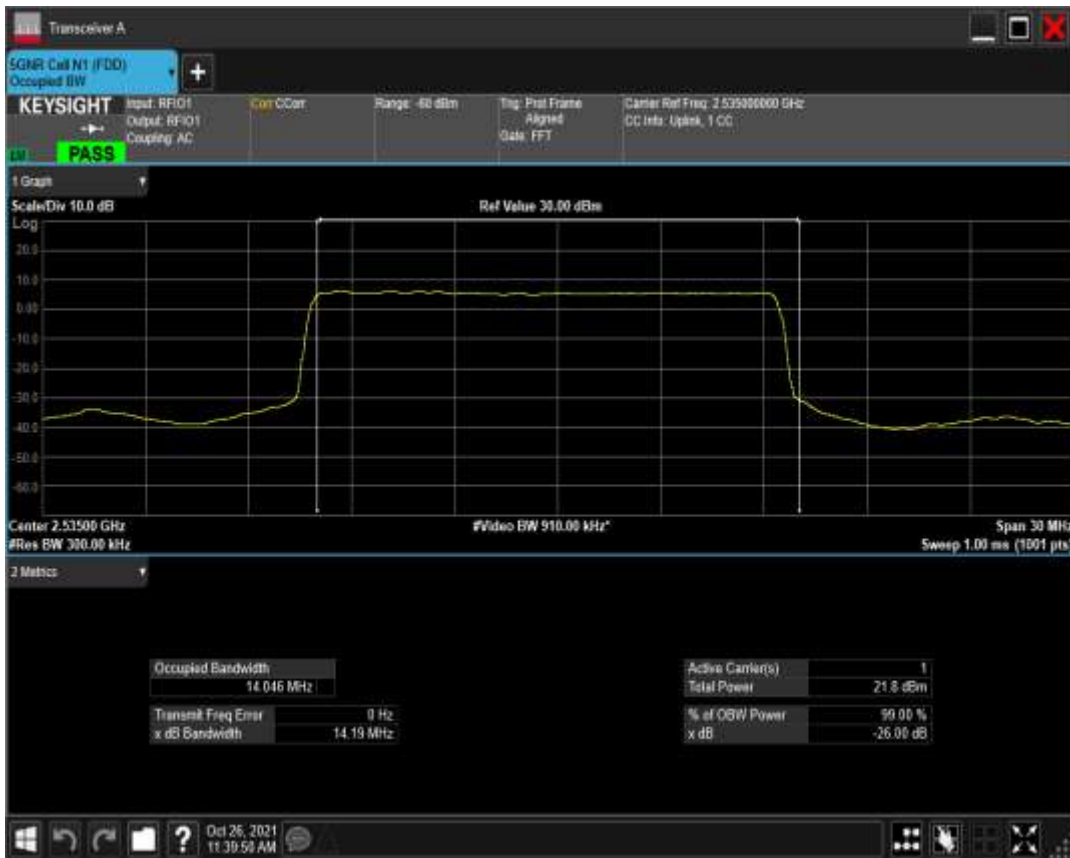 Transceiver A
5GNR Cell N1 (FDD)
Occupied BW
+
KEYSIGHT
Input: RFIO1
Output: RFIO1
Coupling: AC
Corr CCorr
Range: -60 dBm
Trig: Prot Frame
Aligned
Gate: FFT
Carrier Ref Freq: 2.535000000 GHz
CC Info: Uplink, 1 CC
PASS
1 Graph
Scale/Div 10.0 dB
Ref Value 30.00 dBm
Log
20.0
10.0
0.00
-10.0
-20.0
-30.0
-40.0
-50.0
-60.0
Center 2.53500 GHz
#Video BW 910.00 kHz*
Span 30 MHz
#Res BW 300.00 kHz
Sweep 1.00 ms (1001 pts)
2 Metrics
Occupied Bandwidth
14.046 MHz
Transmit Freq Error 0 Hz
x dB Bandwidth 14.19 MHz
Active Carrier(s) 1
Total Power 21.8 dBm
% of OBW Power 99.00 %
x dB -26.00 dB
?
Oct 26, 2021
11:39:50 AM